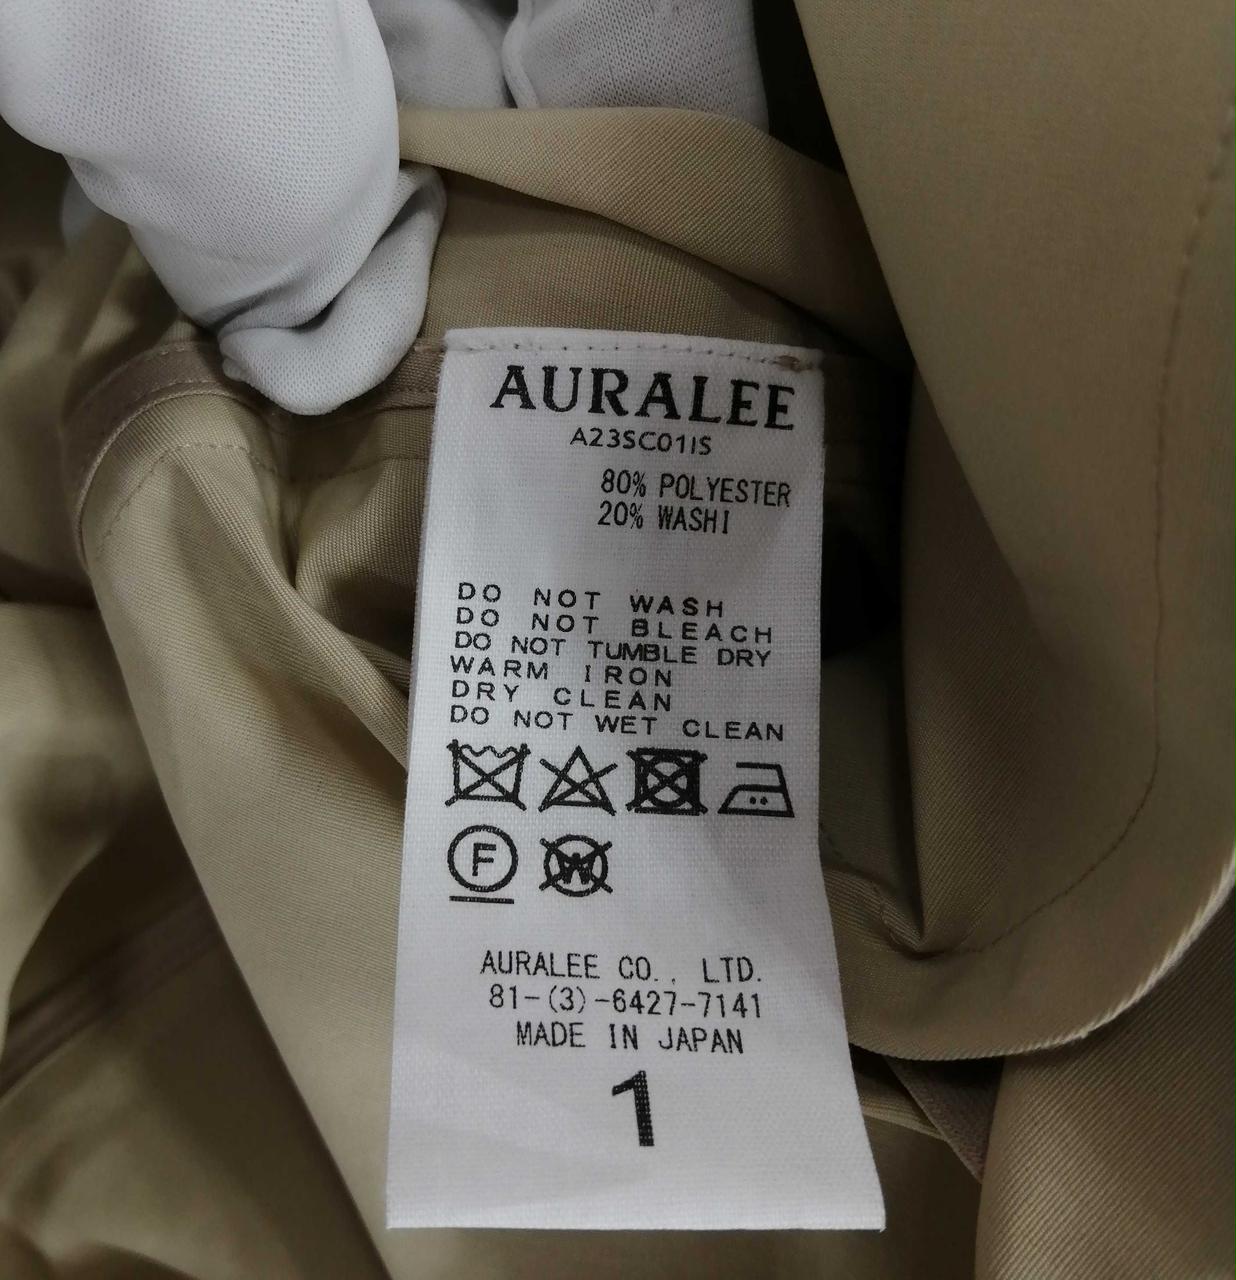 AURALEE
A23SC01IS
80% POLYESTER
20% WASHI
DO NOT WASH
DO NOT BLEACH
DO NOT TUMBLE DRY
WARM IRON
DRY CLEAN
DO NOT WET CLEAN
F W
AURALEE CO., LTD.
81-(3)-6427-7141
MADE IN JAPAN
1